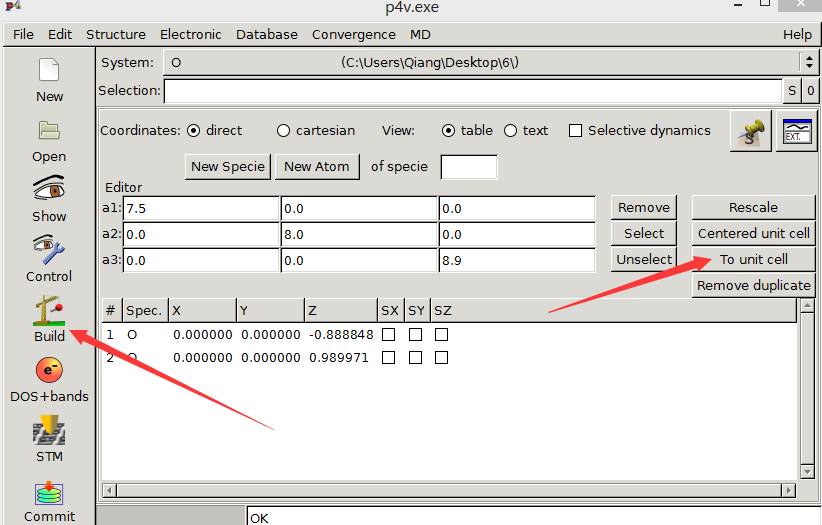 p4v.exe
File Edit Structure Electronic Database Convergence MD Help
System: O (C:\Users\Qiang\Desktop\6\)
Selection: S 0
New
Open
Show
Control
Build
DOS+bands
STM
Commit
Coordinates: direct cartesian View: table text Selective dynamics
S
EXT.
New Specie New Atom of specie
Editor
a1: 7.5 0.0 0.0 Remove Rescale
a2: 0.0 8.0 0.0 Select Centered unit cell
a3: 0.0 0.0 8.9 Unselect To unit cell
Remove duplicate
# Spec. X Y Z SX SY SZ
1 O 0.000000 0.000000 -0.888848
2 O 0.000000 0.000000 0.989971
e-
OK